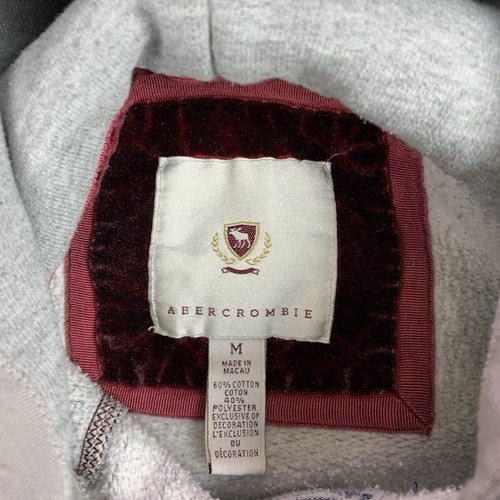 ABERCROMBIE
M
MADE IN
MACAU
60% COTTON
COTON
40%
POLYESTER
EXCLUSIVE OF
DECORATION
L'EXCLUSION
DU
DÉCORATION